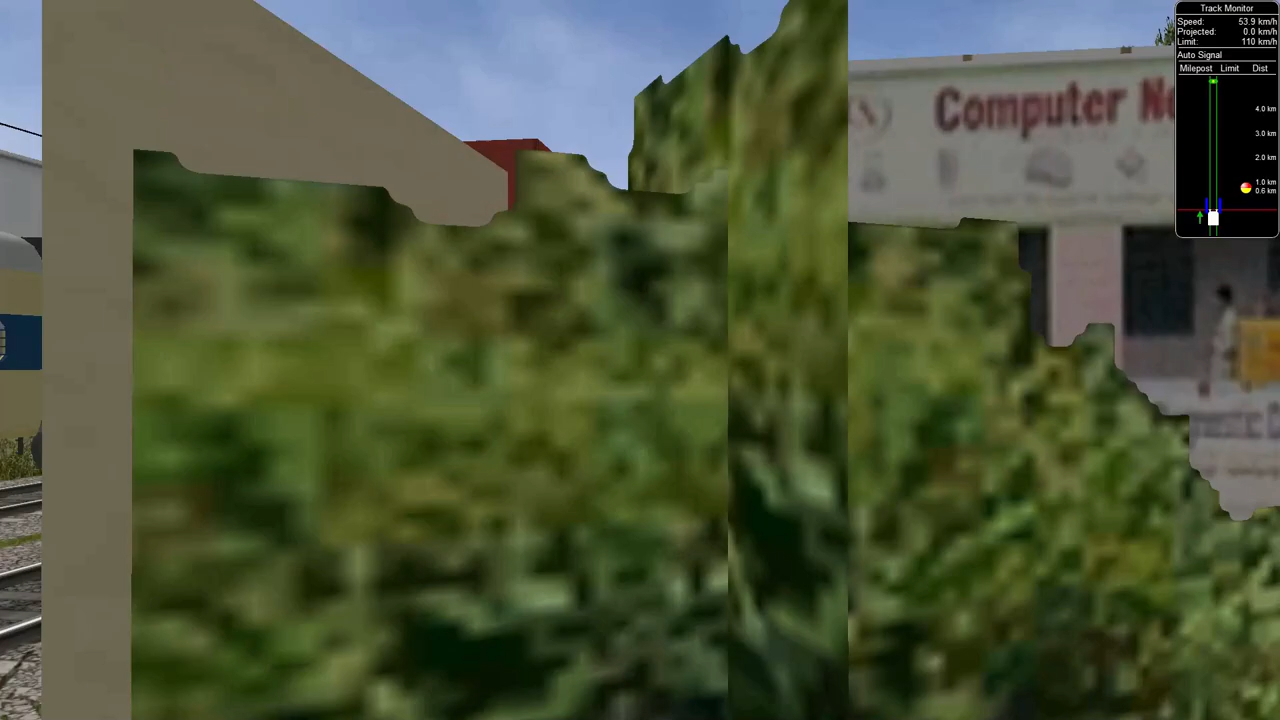 Computer
Track Monitor
Speed: 53.9 km/h
Projected: 0.0 km/h
Limit: 110 km/h
Auto Signal
Milepost Limit Dist
4.0 km
3.0 km
2.0 km
1.0 km
0.6 km